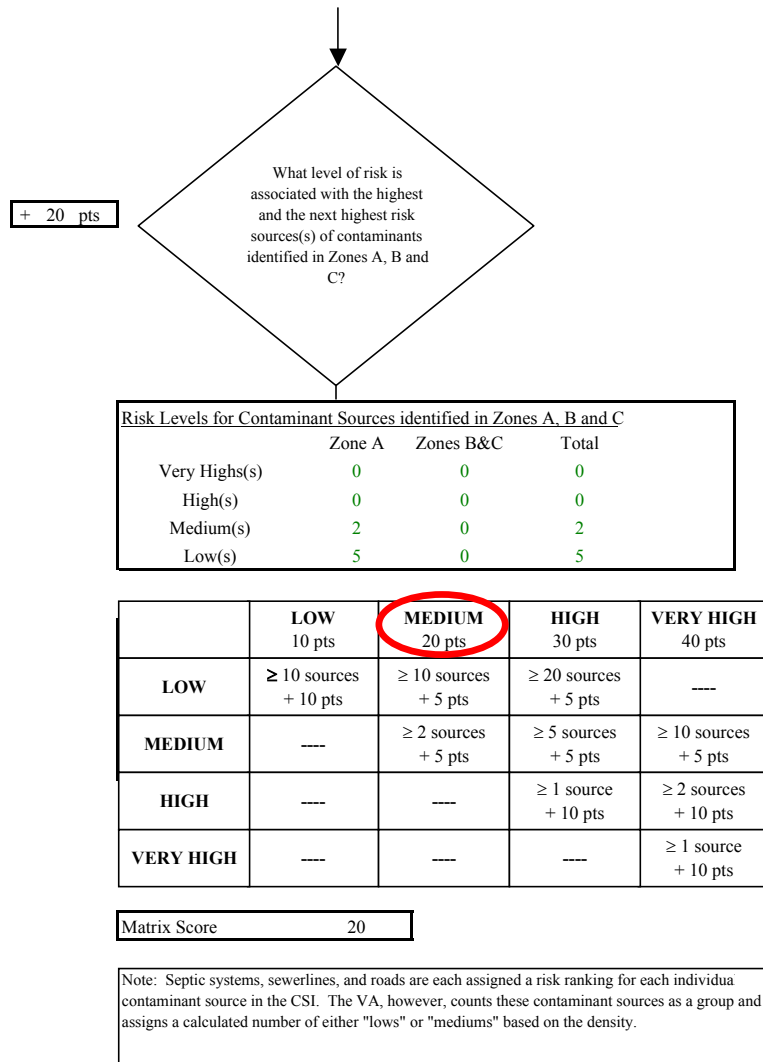 What level of risk is
associated with the highest
and the next highest risk
sources(s) of contaminants
identified in Zones A, B and
C?
+ 20 pts
Risk Levels for Contaminant Sources identified in Zones A, B and C
Zone A Zones B&C Total
Very Highs(s) 0 0 0
High(s) 0 0 0
Medium(s) 2 0 2
Low(s) 5 0 5
LOW MEDIUM HIGH VERY HIGH
10 pts 20 pts 30 pts 40 pts
LOW ≥ 10 sources ≥ 10 sources ≥ 20 sources ----
+ 10 pts + 5 pts + 5 pts
MEDIUM ---- ≥ 2 sources ≥ 5 sources ≥ 10 sources
+ 5 pts + 5 pts + 5 pts
HIGH ---- ---- ≥ 1 source ≥ 2 sources
+ 10 pts + 10 pts
VERY HIGH ---- ---- ---- ≥ 1 source
+ 10 pts
Matrix Score 20
Note: Septic systems, sewerlines, and roads are each assigned a risk ranking for each individua
contaminant source in the CSI. The VA, however, counts these contaminant sources as a group and
assigns a calculated number of either "lows" or "mediums" based on the density.